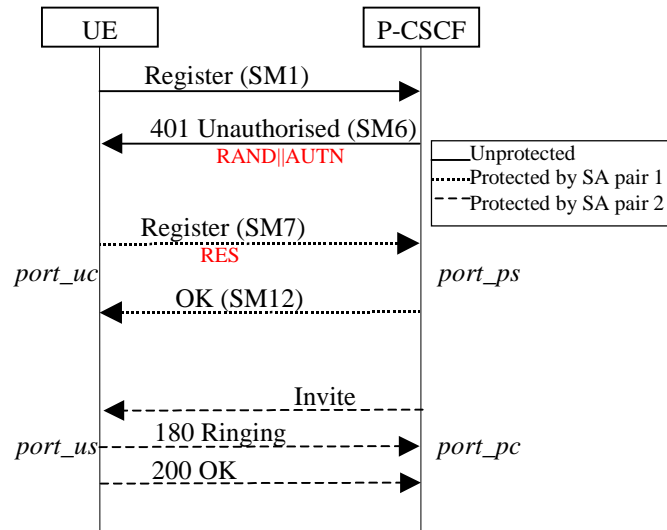 UE
P-CSCF
Register (SM1)
401 Unauthorised (SM6)
RAND||AUTN
Unprotected
Protected by SA pair 1
Protected by SA pair 2
Register (SM7)
RES
port_uc
port_ps
OK (SM12)
Invite
port_us
180 Ringing
port_pc
200 OK